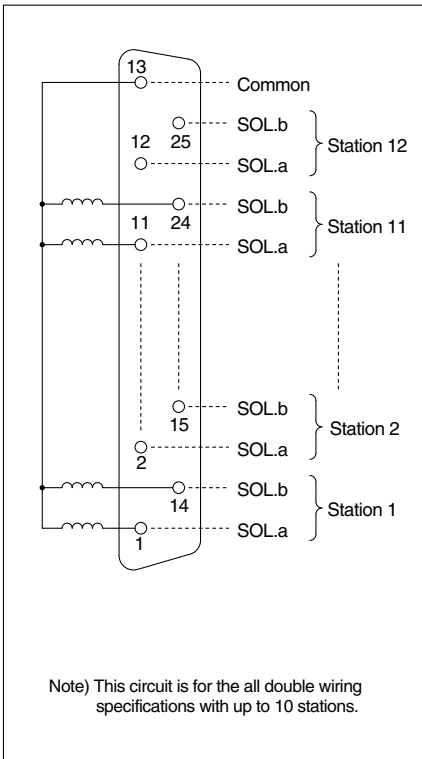 13
Common
12 25 SOL.b
SOL.a
Station 12
SOL.b
11 24
SOL.a
Station 11
SOL.b
15
SOL.a
2
Station 2
SOL.b
14
SOL.a
1
Station 1
Note) This circuit is for the all double wiring
specifications with up to 10 stations.